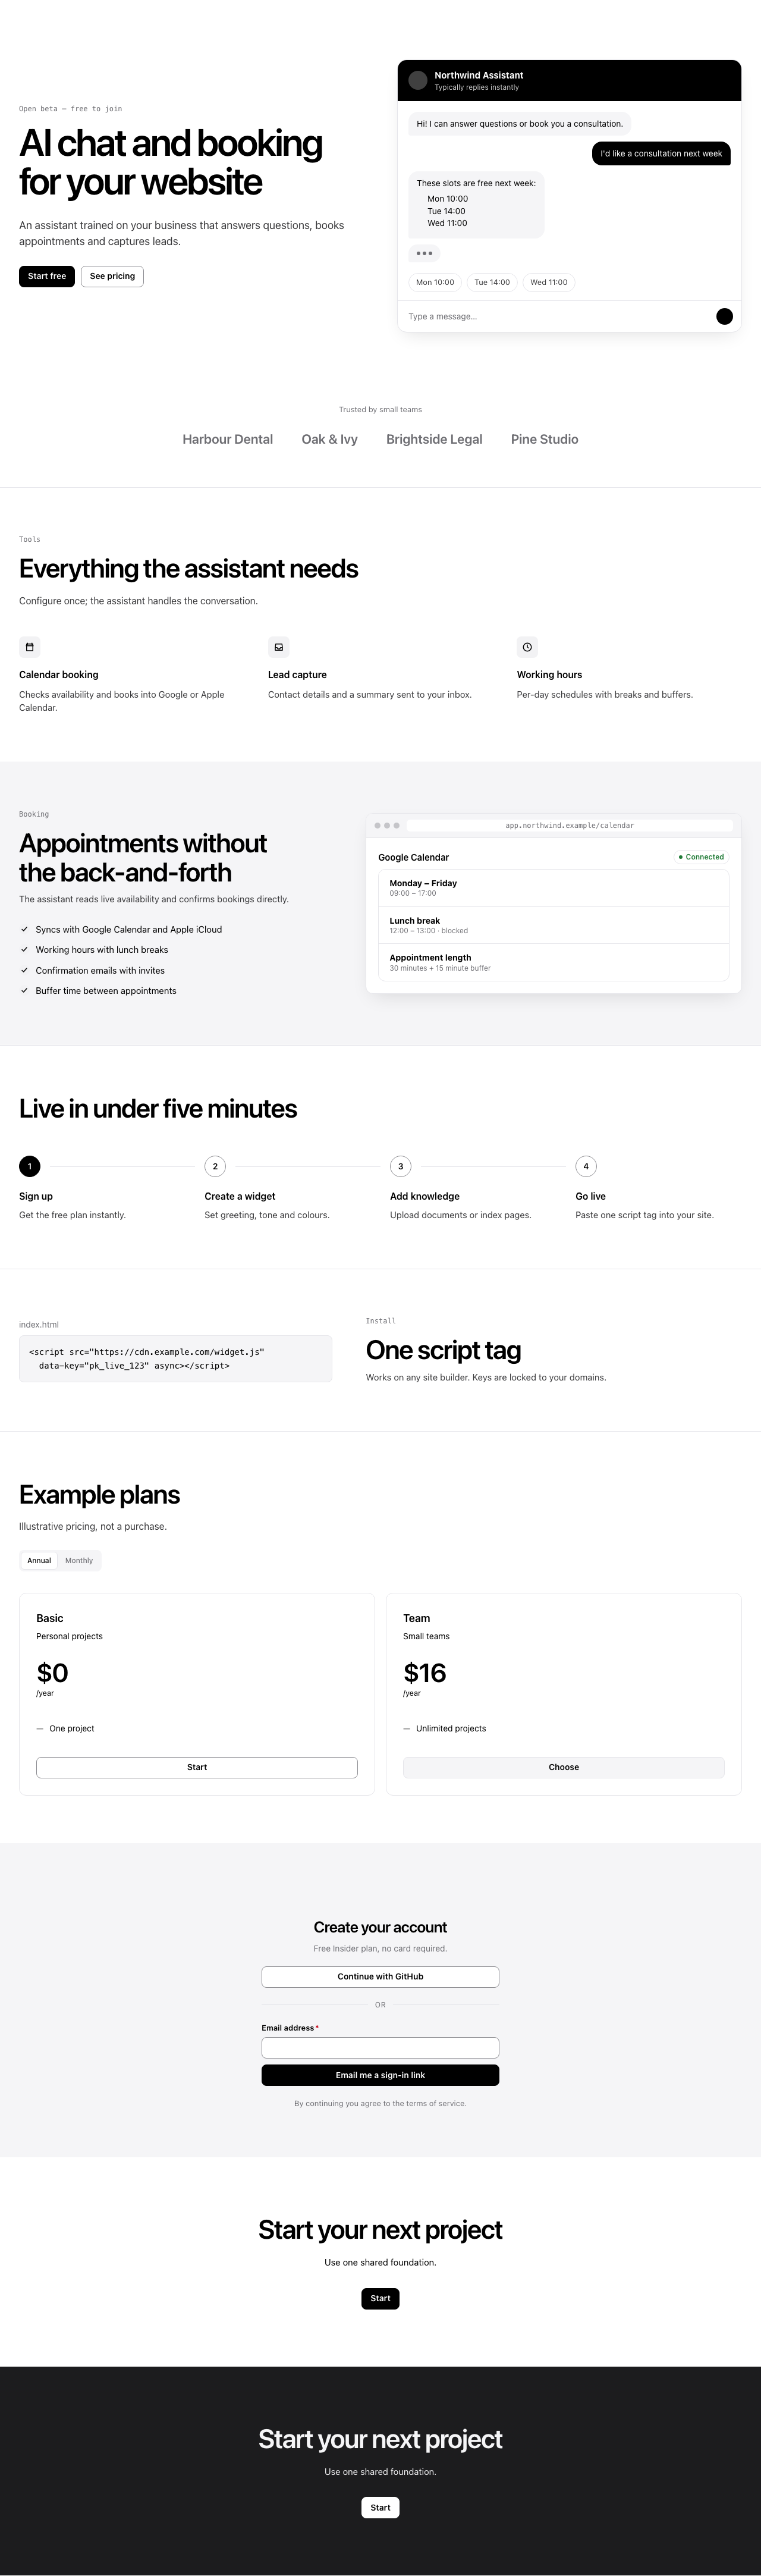 Open beta — free to join
AI chat and booking
for your website
An assistant trained on your business that answers questions, books
appointments and captures leads.
Start free
See pricing
Northwind Assistant
Typically replies instantly
Hi! I can answer questions or book you a consultation.
I'd like a consultation next week
These slots are free next week:
Mon 10:00
Tue 14:00
Wed 11:00
Mon 10:00
Tue 14:00
Wed 11:00
Type a message...
Trusted by small teams
Harbour Dental
Oak & Ivy
Brightside Legal
Pine Studio
Tools
Everything the assistant needs
Configure once; the assistant handles the conversation.
Calendar booking
Checks availability and books into Google or Apple
Calendar.
Lead capture
Contact details and a summary sent to your inbox.
Working hours
Per-day schedules with breaks and buffers.
Booking
Appointments without
the back-and-forth
The assistant reads live availability and confirms bookings directly.
Syncs with Google Calendar and Apple iCloud
Working hours with lunch breaks
Confirmation emails with invites
Buffer time between appointments
app.northwind.example/calendar
Google Calendar
Connected
Monday – Friday
09:00 – 17:00
Lunch break
12:00 – 13:00 · blocked
Appointment length
30 minutes + 15 minute buffer
Live in under five minutes
1
Sign up
Get the free plan instantly.
2
Create a widget
Set greeting, tone and colours.
3
Add knowledge
Upload documents or index pages.
4
Go live
Paste one script tag into your site.
index.html
<script src="https://cdn.example.com/widget.js"
data-key="pk_live_123" async></script>
Install
One script tag
Works on any site builder. Keys are locked to your domains.
Example plans
Illustrative pricing, not a purchase.
Annual
Monthly
Basic
Personal projects
$0
/year
— One project
Start
Team
Small teams
$16
/year
— Unlimited projects
Choose
Create your account
Free Insider plan, no card required.
Continue with GitHub
OR
Email address*
Email me a sign-in link
By continuing you agree to the terms of service.
Start your next project
Use one shared foundation.
Start
Start your next project
Use one shared foundation.
Start